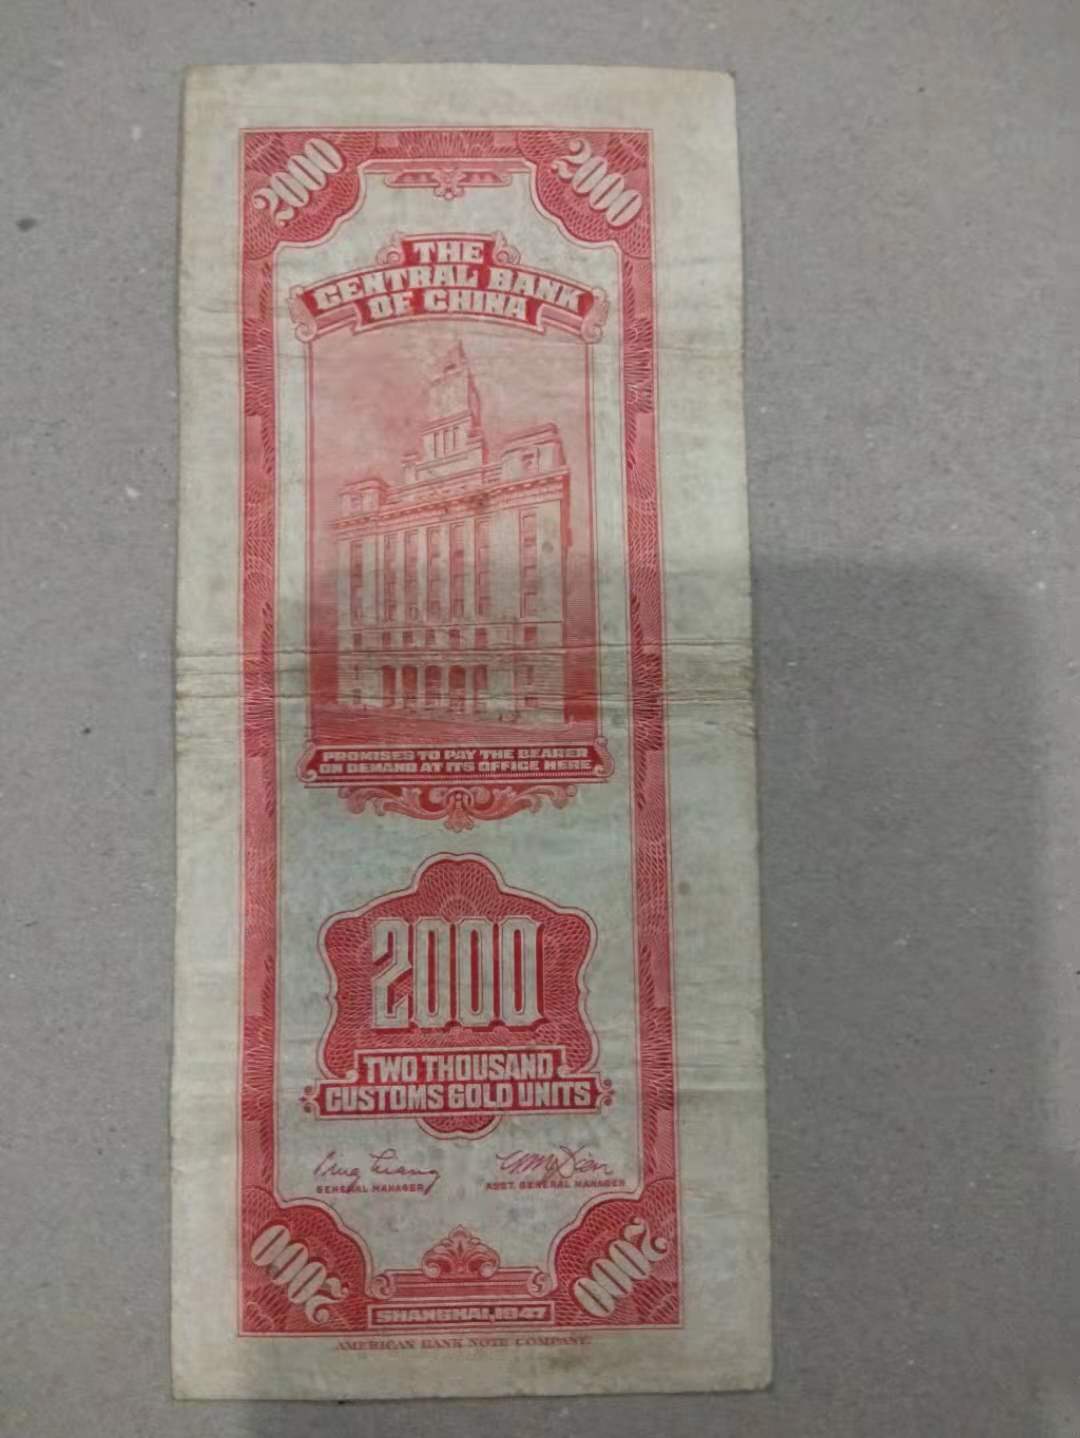 2000 2000
THE
CENTRAL BANK
OF CHINA
PROMISES TO PAY THE BEARER
ON DEMAND AT ITS OFFICE HERE
2000
TWO THOUSAND
CUSTOMS GOLD UNITS
GENERAL MANAGER ASST. GENERAL MANAGER
2000 2000
SHANGHAI, 1947
AMERICAN BANK NOTE COMPANY.